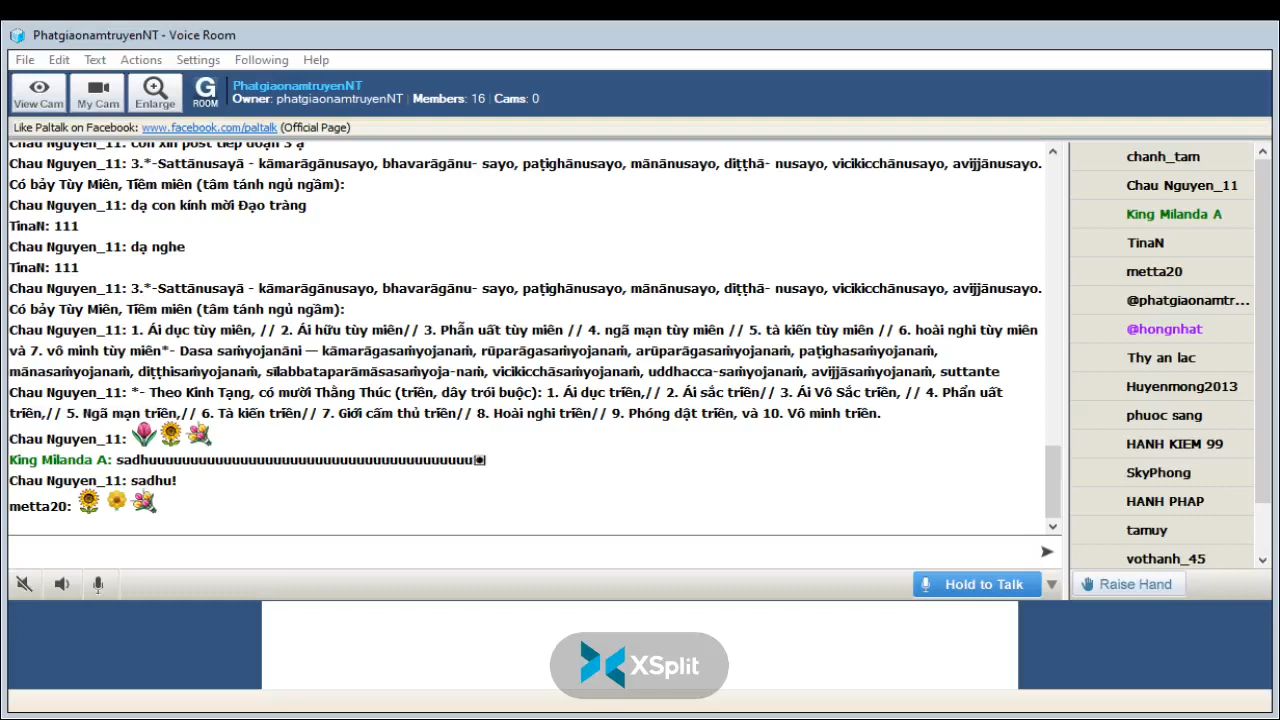 PhatgiaonamtruyenNT - Voice Room
File Edit Text Actions Settings Following Help
View Cam My Cam Enlarge G ROOM
PhatgiaonamtruyenNT
Owner: phatgiaonamtruyenNT | Members: 16 | Cams: 0
Like Paltalk on Facebook: www.facebook.com/paltalk (Official Page)
Chau Nguyen_11: con xin post tiếp đoạn 3 ạ
Chau Nguyen_11: 3.*-Sattānusayā - kāmarāgānusayo, bhavarāgānu- sayo, paṭighānusayo, mānānusayo, diṭṭhā- nusayo, vicikicchānusayo, avijjānusayo.
Có bảy Tùy Miên, Tiềm miên (tâm tánh ngủ ngầm):
Chau Nguyen_11: dạ con kính mời Đạo tràng
TinaN: 111
Chau Nguyen_11: dạ nghe
TinaN: 111
Chau Nguyen_11: 3.*-Sattānusayā - kāmarāgānusayo, bhavarāgānu- sayo, paṭighānusayo, mānānusayo, diṭṭhā- nusayo, vicikicchānusayo, avijjānusayo.
Có bảy Tùy Miên, Tiềm miên (tâm tánh ngủ ngầm):
Chau Nguyen_11: 1. Ái dục tùy miên, // 2. Ái hữu tùy miên// 3. Phẫn uất tùy miên // 4. ngã mạn tùy miên // 5. tà kiến tùy miên // 6. hoài nghi tùy miên
và 7. vô minh tùy miên*- Dasa saṁyojanāni — kāmarāgasaṁyojanaṁ, rūparāgasaṁyojanaṁ, arūparāgasaṁyojanaṁ, paṭighasaṁyojanaṁ,
mānasaṁyojanaṁ, diṭṭhisaṁyojanaṁ, sīlabbataparāmāsasaṁyoja-naṁ, vicikicchāsaṁyojanaṁ, uddhacca-saṁyojanaṁ, avijjāsaṁyojanaṁ, suttante
Chau Nguyen_11: *- Theo Kinh Tạng, có mười Thằng Thúc (triền, dây trói buộc): 1. Ái dục triền,// 2. Ái sắc triền// 3. Ái Vô Sắc triền, // 4. Phẩn uất
triền,// 5. Ngã mạn triền,// 6. Tà kiến triền// 7. Giới cấm thủ triền// 8. Hoài nghi triền// 9. Phóng dật triền, và 10. Vô minh triền.
Chau Nguyen_11:
King Milanda A: sadhuuuuuuuuuuuuuuuuuuuuuuuuuuuuuuuuuuuuuuu
Chau Nguyen_11: sadhu!
metta20:
chanh_tam
Chau Nguyen_11
King Milanda A
TinaN
metta20
@phatgiaonamtr...
@hongnhat
Thy an lac
Huyenmong2013
phuoc sang
HANH KIEM 99
SkyPhong
HANH PHAP
tamuy
vothanh_45
Hold to Talk
Raise Hand
XSplit